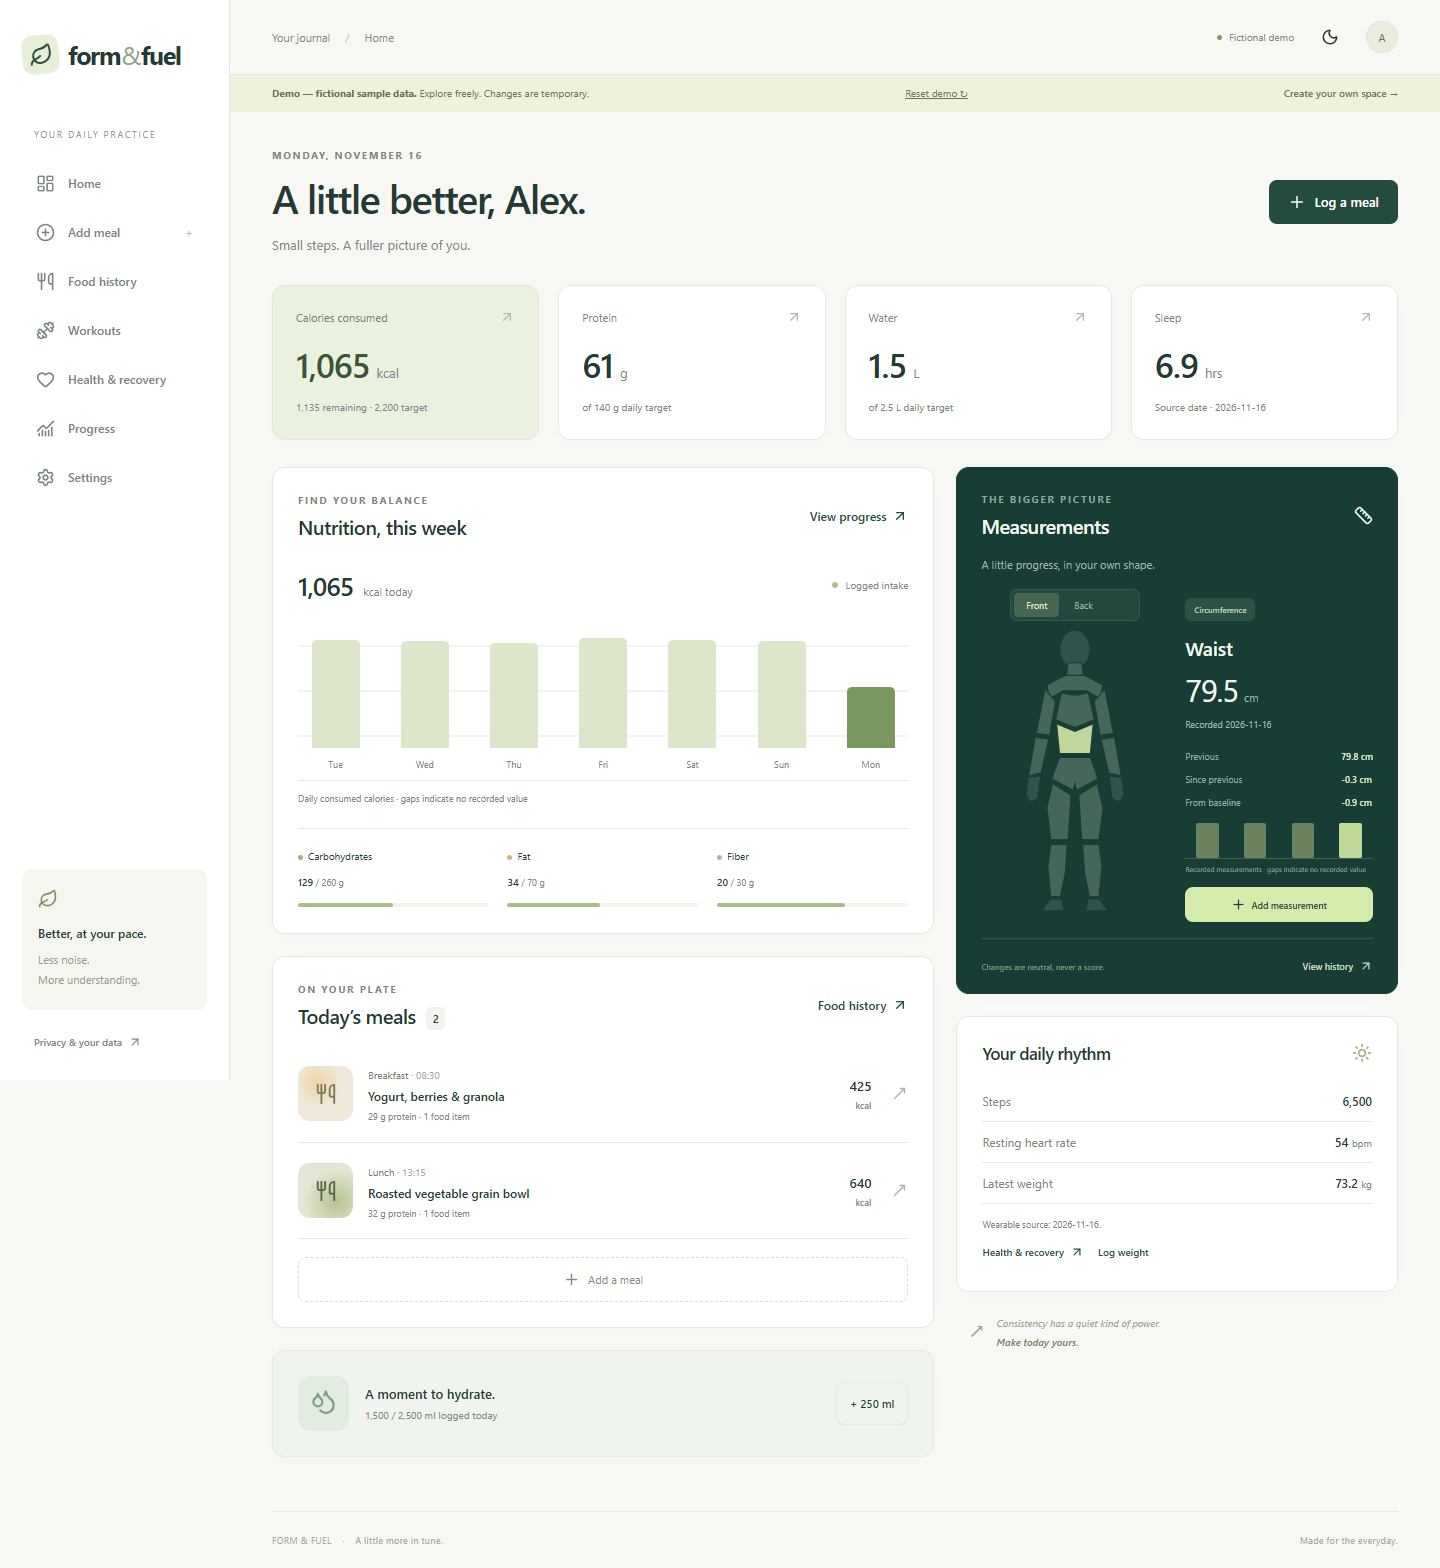 form&fuel
YOUR DAILY PRACTICE
Home
Add meal +
Food history
Workouts
Health & recovery
Progress
Settings
Better, at your pace.
Less noise.
More understanding.
Privacy & your data
Your journal / Home
Fictional demo
A
Demo — fictional sample data. Explore freely. Changes are temporary.
Reset demo ↻
Create your own space →
MONDAY, NOVEMBER 16
A little better, Alex.
Small steps. A fuller picture of you.
+ Log a meal
Calories consumed
1,065 kcal
1,135 remaining · 2,200 target
Protein
61 g
of 140 g daily target
Water
1.5 L
of 2.5 L daily target
Sleep
6.9 hrs
Source date · 2026-11-16
FIND YOUR BALANCE
Nutrition, this week
View progress
1,065 kcal today
Logged intake
Tue Wed Thu Fri Sat Sun Mon
Daily consumed calories · gaps indicate no recorded value
Carbohydrates
129 / 260 g
Fat
34 / 70 g
Fiber
20 / 30 g
THE BIGGER PICTURE
Measurements
A little progress, in your own shape.
Front Back
Circumference
Waist
79.5 cm
Recorded 2026-11-16
Previous 79.8 cm
Since previous -0.3 cm
From baseline -0.9 cm
Recorded measurements · gaps indicate no recorded value
+ Add measurement
Changes are neutral, never a score.
View history
ON YOUR PLATE
Today’s meals 2
Food history
Breakfast · 08:30
Yogurt, berries & granola
29 g protein · 1 food item
425
kcal
Lunch · 13:15
Roasted vegetable grain bowl
32 g protein · 1 food item
640
kcal
+ Add a meal
Your daily rhythm
Steps 6,500
Resting heart rate 54 bpm
Latest weight 73.2 kg
Wearable source: 2026-11-16.
Health & recovery
Log weight
Consistency has a quiet kind of power.
Make today yours.
A moment to hydrate.
1,500 / 2,500 ml logged today
+ 250 ml
FORM & FUEL · A little more in tune.
Made for the everyday.